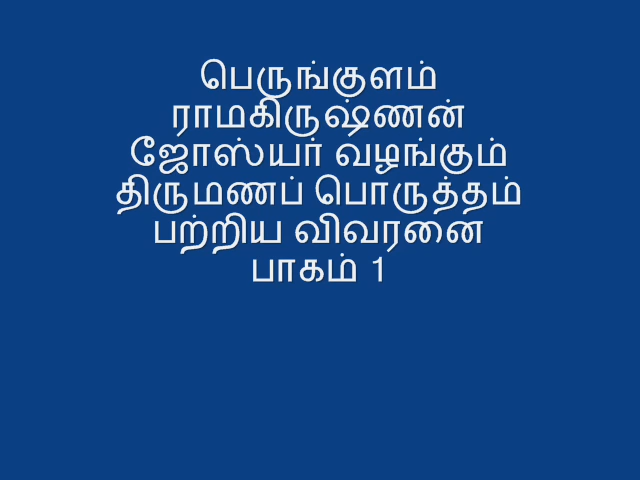 பெருங்குளம்
ராமகிருஷ்ணன்
ஜோஸ்யர் வழங்கும்
திருமணப் பொருத்தம்
பற்றிய விவரனை
பாகம் 1